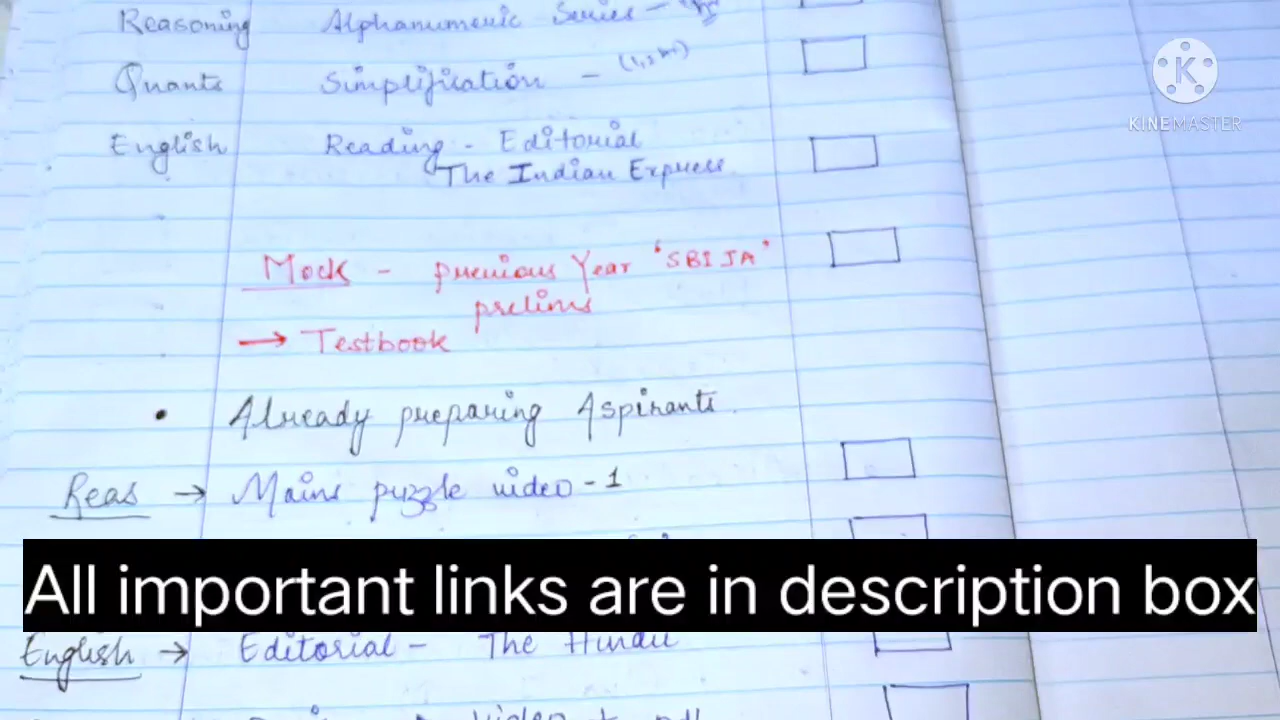 Reasoning Alphanumeric Series -
Quants Simplification -
K
English Reading - Editorial
KINEMASTER
The Indian Express
Mock - previous Year 'SBI JA'
prelims
→ Testbook
• Already preparing Aspirants.
Reas → Mains puzzle video - 1
All important links are in description box
English → Editorial - The Hindu
video + pdf